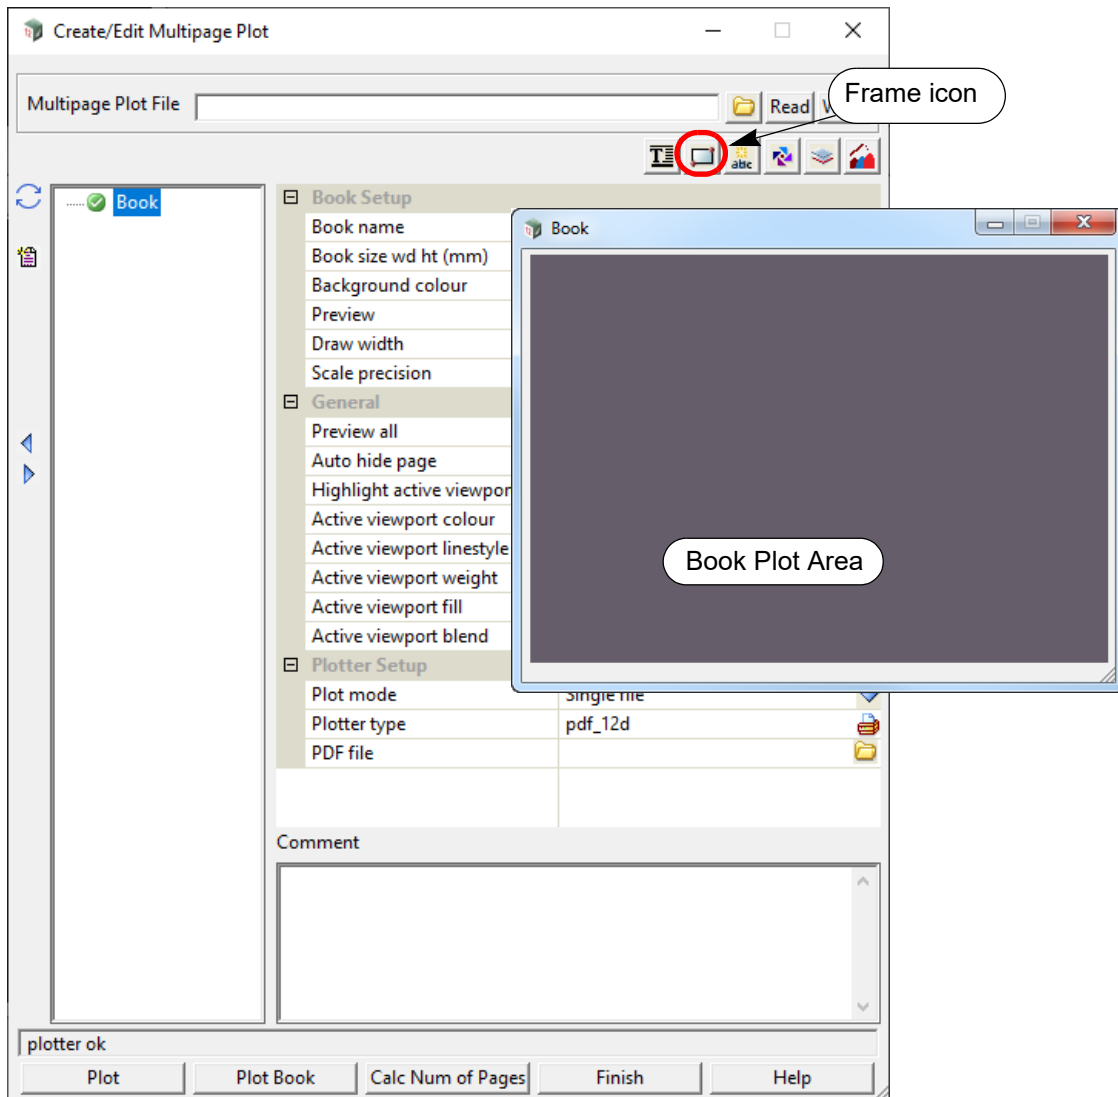 Create/Edit Multipage Plot
Frame icon
Multipage Plot File
Read
T
abc
Book
Book Setup
Book name
Book
Book size wd ht (mm)
Background colour
Preview
Draw width
Scale precision
General
Preview all
Auto hide page
Highlight active viewpor
Active viewport colour
Active viewport linestyle
Book Plot Area
Active viewport weight
Active viewport fill
Active viewport blend
Plotter Setup
Plot mode Single file
Plotter type pdf_12d
PDF file
Comment
plotter ok
Plot Plot Book Calc Num of Pages Finish Help